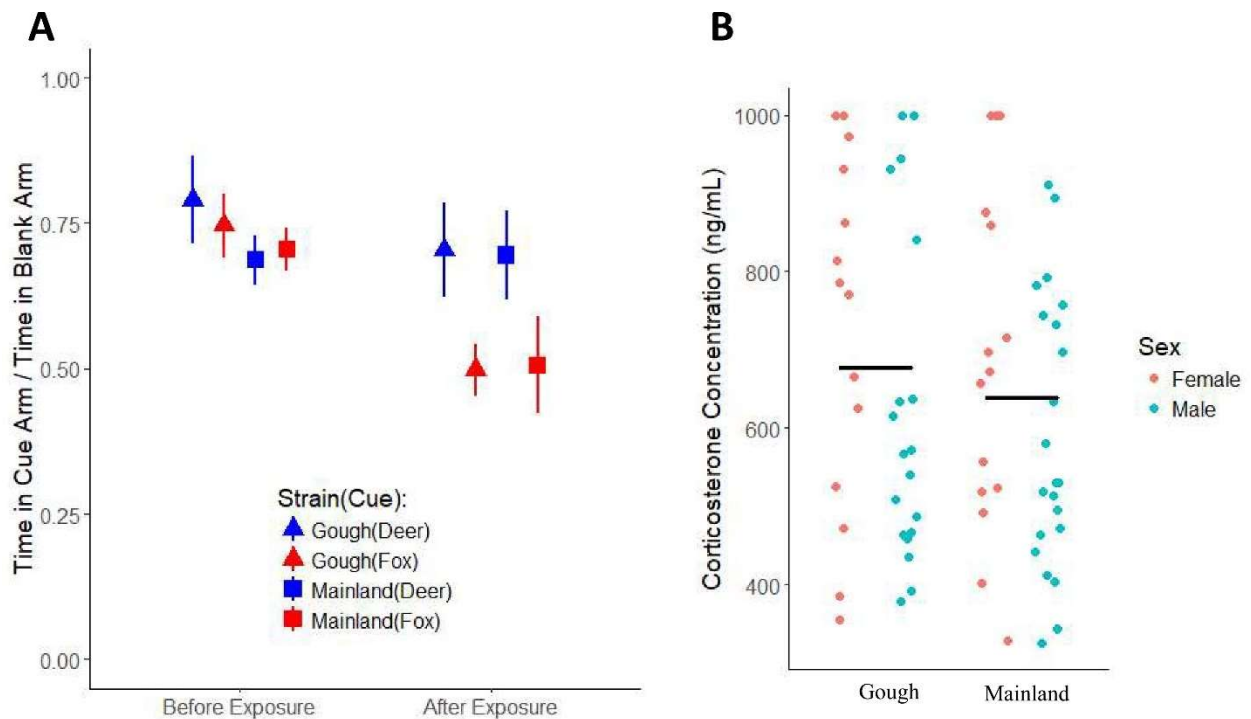 A
Time in Cue Arm / Time in Blank Arm
1.00
0.75
0.50
0.25
0.00
Strain(Cue):
Gough(Deer)
Gough(Fox)
Mainland(Deer)
Mainland(Fox)
Before Exposure
After Exposure
B
Corticosterone Concentration (ng/mL)
1000
800
600
400
Gough
Mainland
Sex
Female
Male